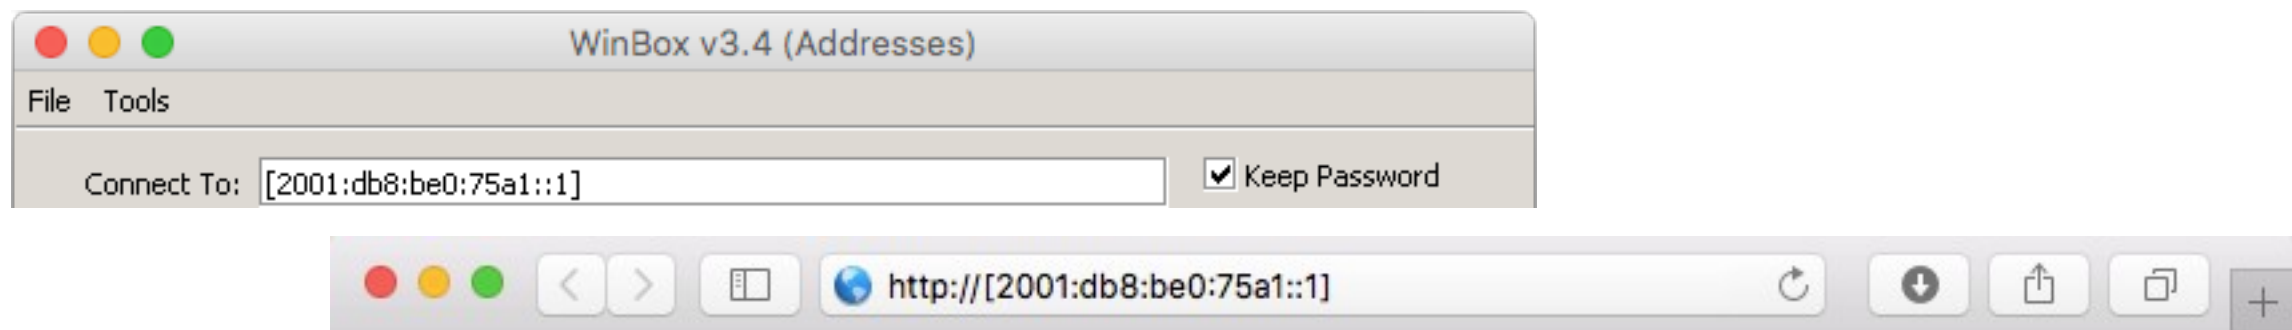 WinBox v3.4 (Addresses)
File Tools
Connect To: [2001:db8:be0:75a1::1] Keep Password
http://[2001:db8:be0:75a1::1]